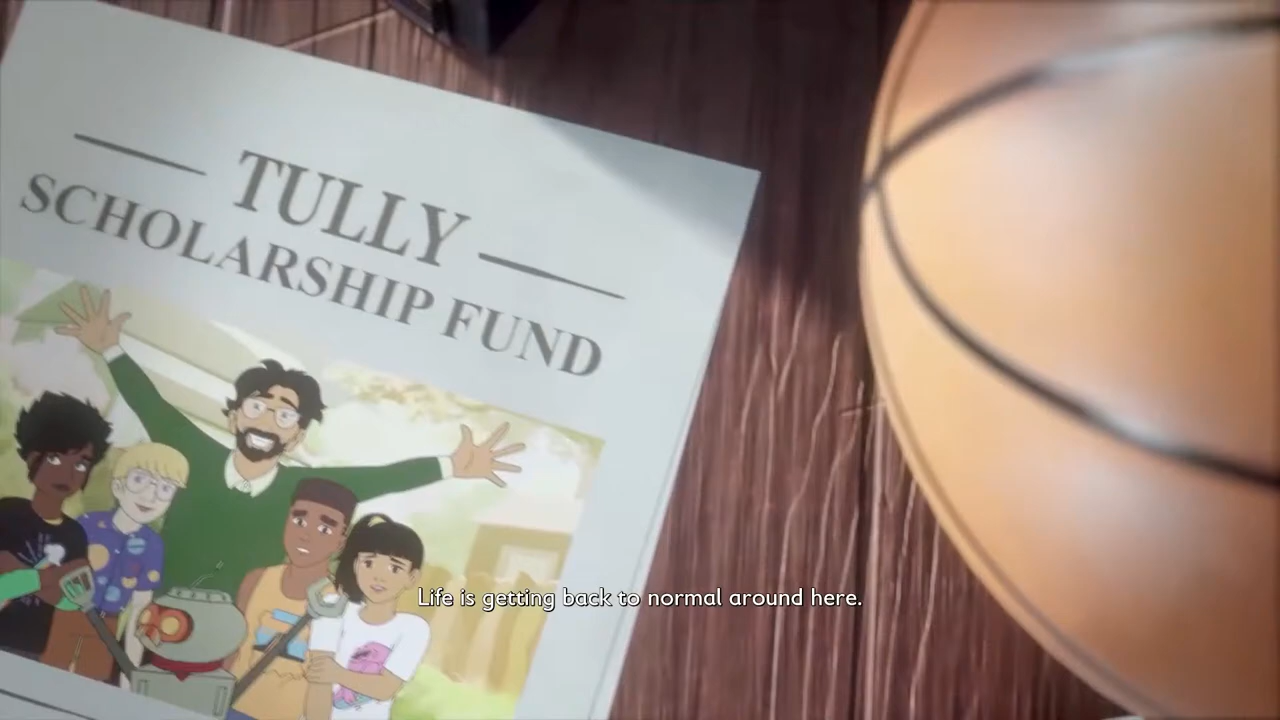 TULLY
SCHOLARSHIP FUND
Life is getting back to normal around here.